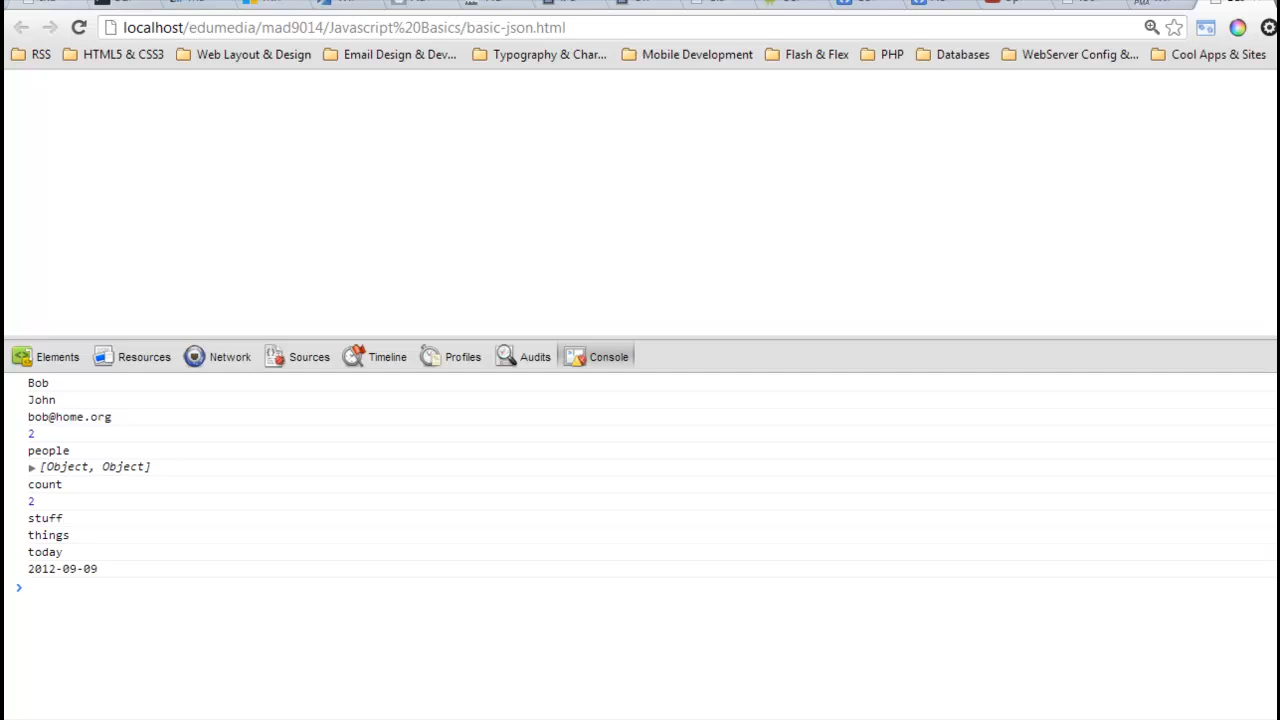 localhost/edumedia/mad9014/Javascript%20Basics/basic-json.html
RSS HTML5 & CSS3 Web Layout & Design Email Design & Dev... Typography & Char... Mobile Development Flash & Flex PHP Databases WebServer Config &... Cool Apps & Sites
Elements Resources Network Sources Timeline Profiles Audits Console
Bob
John
bob@home.org
2
people
[Object, Object]
count
2
stuff
things
today
2012-09-09